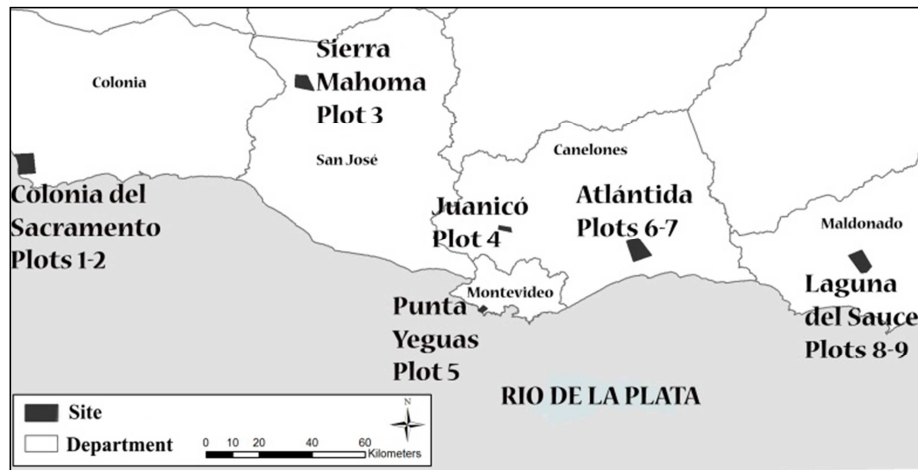 Colonia
Sierra
Mahoma
Plot 3
San José
Canelones
Colonia del
Sacramento
Plots 1-2
Juanicó
Plot 4
Atlántida
Plots 6-7
Maldonado
Laguna
del Sauce
Plots 8-9
Montevideo
Punta
Yeguas
Plot 5
RIO DE LA PLATA
Site
Department
N
0 10 20 40 60
Kilometers